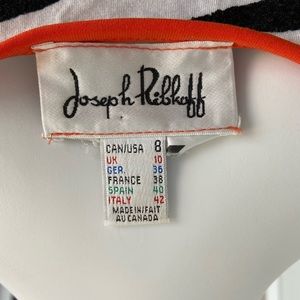 Joseph Ribkoff
CAN/USA 8
UK 10
GER. 36
FRANCE 38
SPAIN 40
ITALY 42
MADE IN/FAIT
AU CANADA